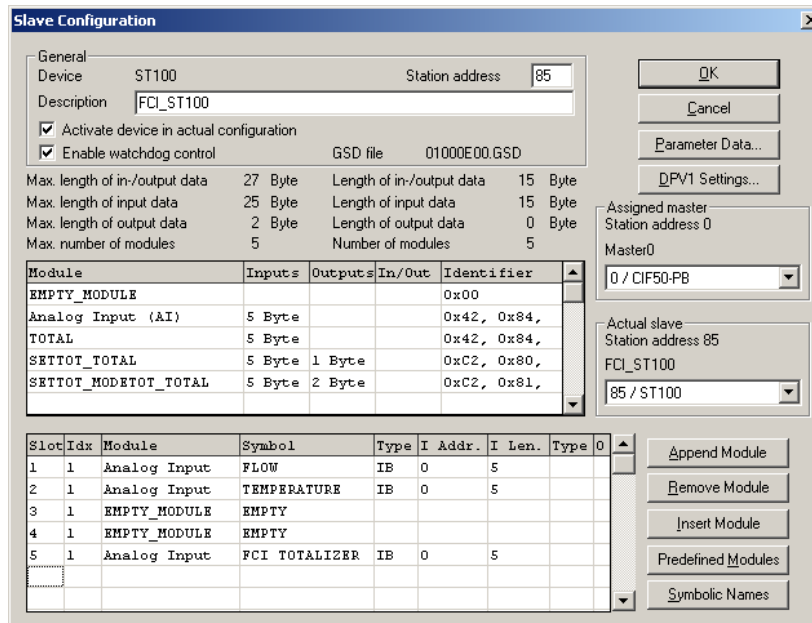 Slave Configuration
General
Device ST100 Station address 85
Description FCI_ST100
Activate device in actual configuration
Enable watchdog control GSD file 01000E00.GSD
Max. length of in-/output data 27 Byte Length of in-/output data 15 Byte
Max. length of input data 25 Byte Length of input data 15 Byte
Max. length of output data 2 Byte Length of output data 0 Byte
Max. number of modules 5 Number of modules 5
OK
Cancel
Parameter Data...
DPV1 Settings...
Assigned master
Station address 0
Master0
0 / CIF50-PB
Actual slave
Station address 85
FCI_ST100
85 / ST100
Module Inputs Outputs In/Out Identifier
EMPTY_MODULE 0x00
Analog Input (AI) 5 Byte 0x42, 0x84,
TOTAL 5 Byte 0x42, 0x84,
SETTOT_TOTAL 5 Byte 1 Byte 0xC2, 0x80,
SETTOT_MODETOT_TOTAL 5 Byte 2 Byte 0xC2, 0x81,
Slot Idx Module Symbol Type I Addr. I Len. Type O
1 1 Analog Input FLOW IB 0 5
2 1 Analog Input TEMPERATURE IB 0 5
3 1 EMPTY_MODULE EMPTY
4 1 EMPTY_MODULE EMPTY
5 1 Analog Input FCI TOTALIZER IB 0 5
Append Module
Remove Module
Insert Module
Predefined Modules
Symbolic Names